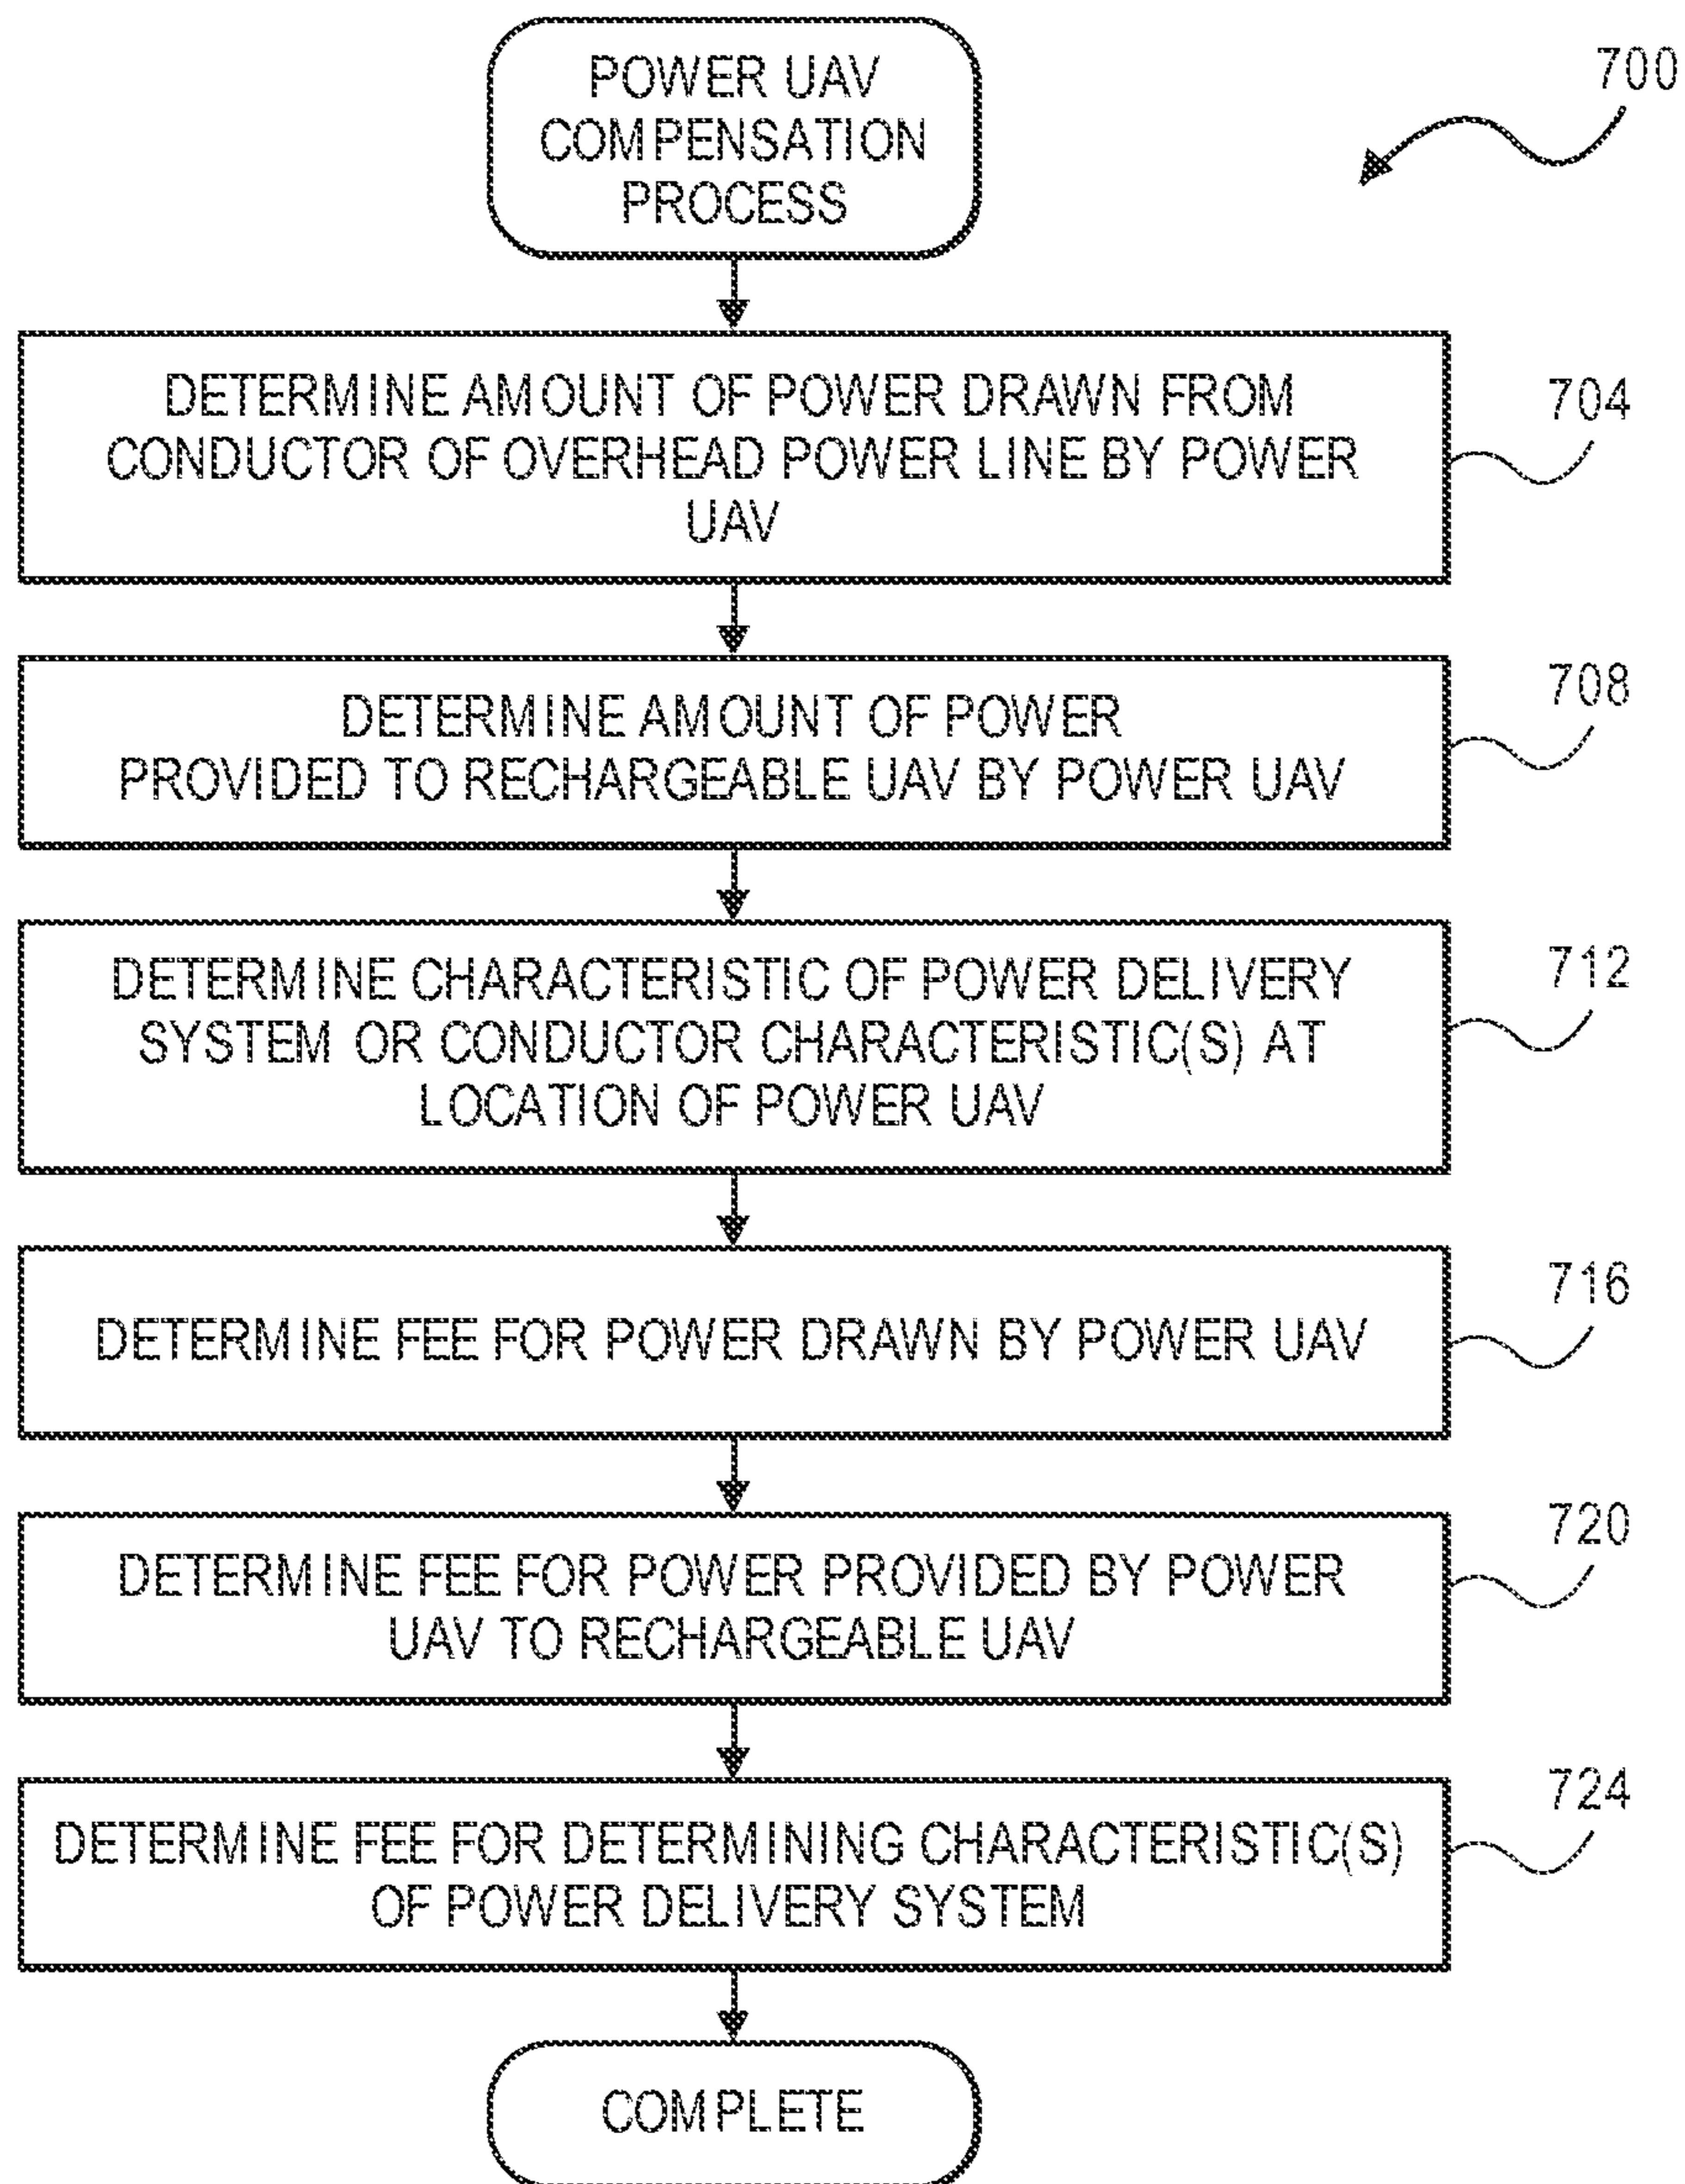 POWER UAV
COMPENSATION
PROCESS
700
DETERMINE AMOUNT OF POWER DRAWN FROM
CONDUCTOR OF OVERHEAD POWER LINE BY POWER
UAV
704
DETERMINE AMOUNT OF POWER
PROVIDED TO RECHARGEABLE UAV BY POWER UAV
708
DETERMINE CHARACTERISTIC OF POWER DELIVERY
SYSTEM OR CONDUCTOR CHARACTERISTIC(S) AT
LOCATION OF POWER UAV
712
DETERMINE FEE FOR POWER DRAWN BY POWER UAV
716
DETERMINE FEE FOR POWER PROVIDED BY POWER
UAV TO RECHARGEABLE UAV
720
DETERMINE FEE FOR DETERMINING CHARACTERISTIC(S)
OF POWER DELIVERY SYSTEM
724
COMPLETE